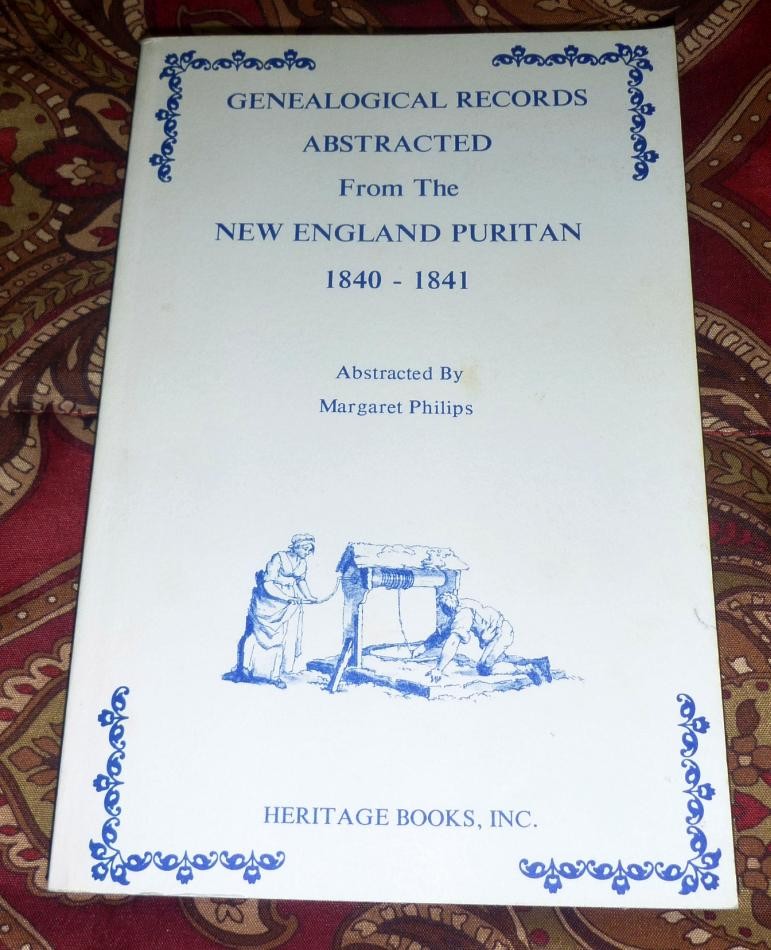 GENEALOGICAL RECORDS
ABSTRACTED
From The
NEW ENGLAND PURITAN
1840 - 1841
Abstracted By
Margaret Philips
HERITAGE BOOKS, INC.